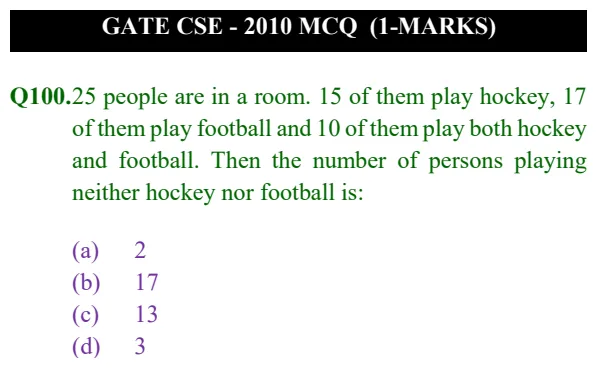 GATE CSE - 2010 MCQ (1-MARKS)
Q100.25 people are in a room. 15 of them play hockey, 17
of them play football and 10 of them play both hockey
and football. Then the number of persons playing
neither hockey nor football is:
(a) 2
(b) 17
(c) 13
(d) 3